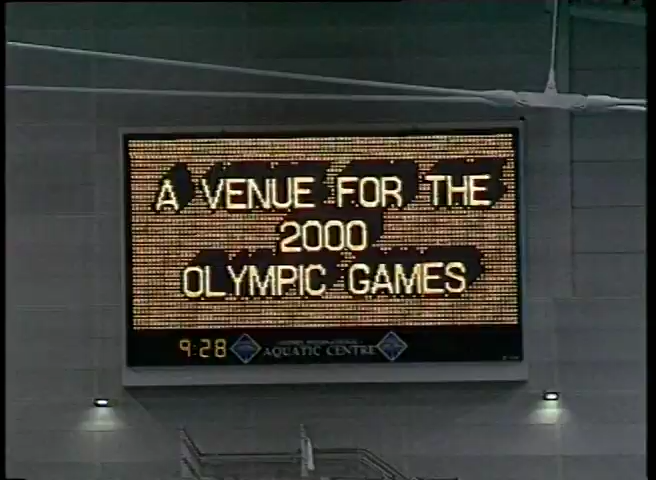 A VENUE FOR THE
2000
OLYMPIC GAMES
9:28
AQUATIC CENTRE